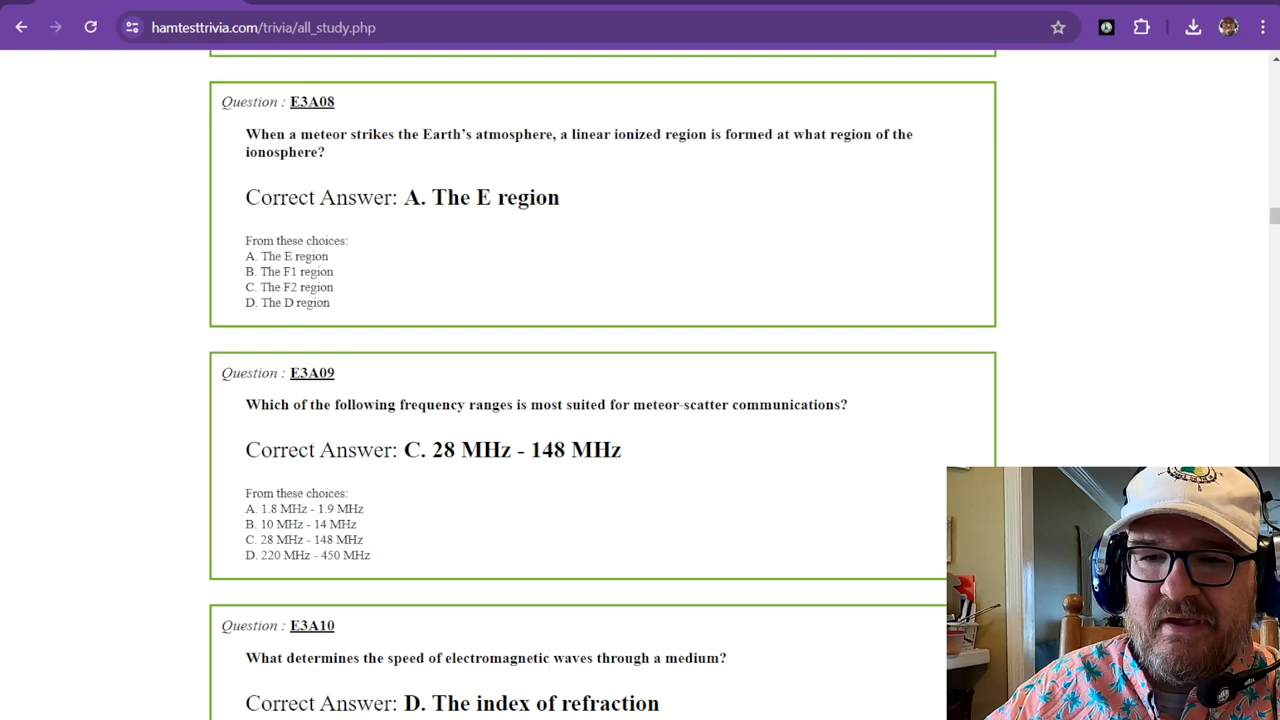 hamtesttrivia.com/trivia/all_study.php
Question : E3A08
When a meteor strikes the Earth’s atmosphere, a linear ionized region is formed at what region of the
ionosphere?
Correct Answer: A. The E region
From these choices:
A. The E region
B. The F1 region
C. The F2 region
D. The D region
Question : E3A09
Which of the following frequency ranges is most suited for meteor-scatter communications?
Correct Answer: C. 28 MHz - 148 MHz
From these choices:
A. 1.8 MHz - 1.9 MHz
B. 10 MHz - 14 MHz
C. 28 MHz - 148 MHz
D. 220 MHz - 450 MHz
Question : E3A10
What determines the speed of electromagnetic waves through a medium?
Correct Answer: D. The index of refraction